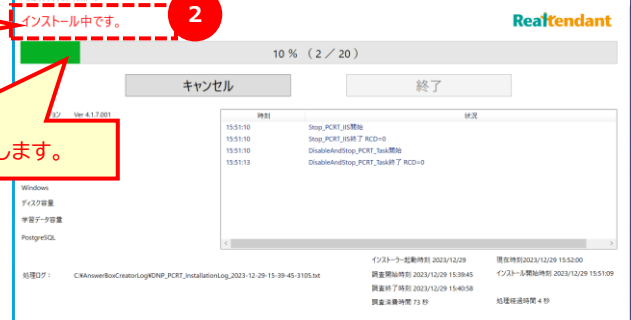 インストール中です。
2
Realtendant
10 % （ 2 ／ 20 ）
キャンセル
終了
ョン Ver 4.1.7.001
時刻 状況
15:51:10 Stop_PCRT_IIS開始
15:51:10 Stop_PCRT_IIS終了 RCD=0
15:51:10 DisableAndStop_PCRT_Task開始
15:51:13 DisableAndStop_PCRT_Task終了 RCD=0
します。
Windows
ディスク容量
学習データ容量
PostgreSQL
インストーラー起動時刻 2023/12/29 現在時刻2023/12/29 15:52:00
処理ログ： C:¥AnswerBoxCreatorLog¥DNP_PCRT_InstallationLog_2023-12-29-15-39-45-3105.txt
調査開始時刻 2023/12/29 15:39:45 インストール開始時刻 2023/12/29 15:51:09
調査終了時刻 2023/12/29 15:40:58
調査消費時間 73 秒 処理経過時間 4 秒